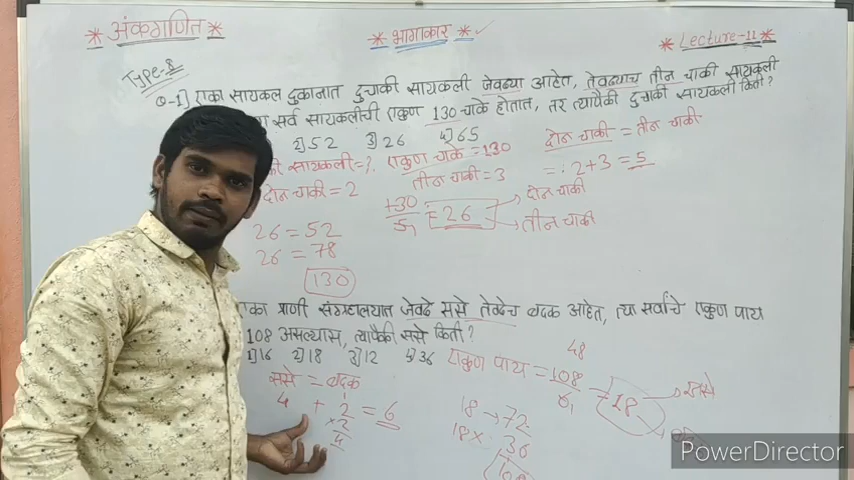 * अंकगणित *
* भागाकार * ✓
* Lecture-11 *
Type-8
Q-1] एका सायकल दुकानात दुचाकी सायकली जेवढ्या आहेत, तेवढ्याच तीन चाकी सायकली
सर्व सायकलीची एकुण 130 चाके होतात, तर त्यापैकी दुचाकी सायकली किती?
2] 52 3] 26 4] 65
सायकली = ? एकुण चाके = 130
दोन चाकी = तीन चाकी
दोन चाकी = 2 तीन चाकी = 3
= 2+3 = 5
130/5 = 26 → दोन चाकी
→ तीन चाकी
26 = 52
26 = 78
130
एका प्राणी संग्रहालयात जेवढे ससे तेवढेच बदक आहेत, त्या सर्वांचे एकुण पाय
108 असल्यास, त्यापैकी ससे किती?
1] 16 2] 18 3] 12 4] 36
एकुण पाय = 108/6 = 18 → ससे
48
ससे = बदक
4 + 2 = 6
×2
4
18 → 72
18 × 36
108
PowerDirector